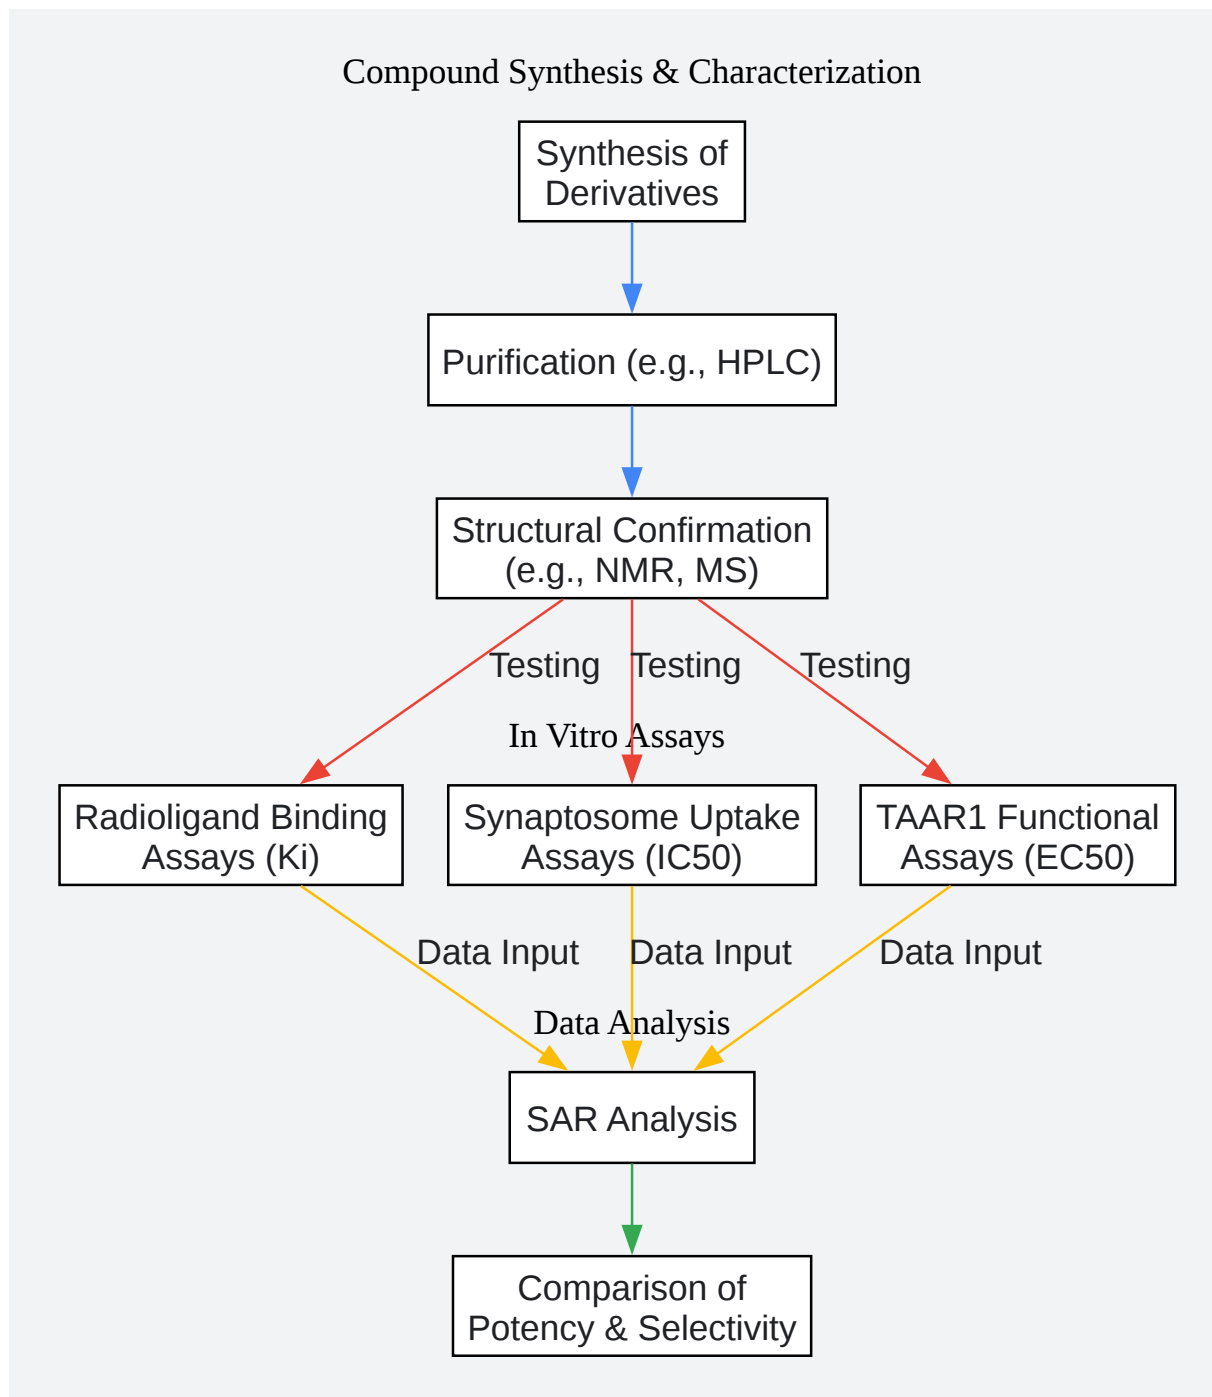 Compound Synthesis & Characterization
Synthesis of
Derivatives
Purification (e.g., HPLC)
Structural Confirmation
(e.g., NMR, MS)
Testing
Testing
Testing
In Vitro Assays
Radioligand Binding
Assays (Ki)
Synaptosome Uptake
Assays (IC50)
TAAR1 Functional
Assays (EC50)
Data Input
Data Input
Data Input
Data Analysis
SAR Analysis
Comparison of
Potency & Selectivity